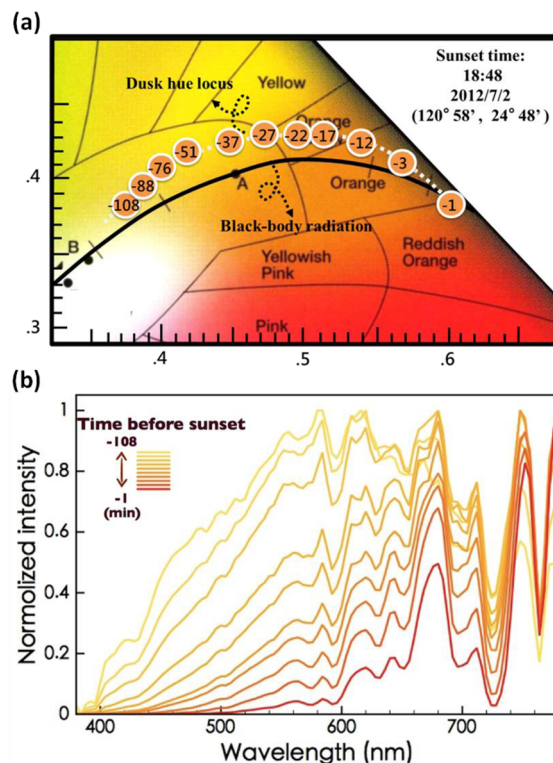 (a)
Sunset time:
18:48
2012/7/2
(120° 58', 24° 48')
Dusk hue locus
Yellow
Orange
-37
-27
-22
-17
-12
-3
-1
-51
-76
-88
-108
.4
A
Orange
B
Black-body radiation
Yellowish
Pink
Reddish
Orange
Pink
.3
.4
.5
.6
(b)
Time before sunset
-108
-1
(min)
Normolized intensity
1
0.8
0.6
0.4
0.2
0
400
500
600
700
Wavelength (nm)